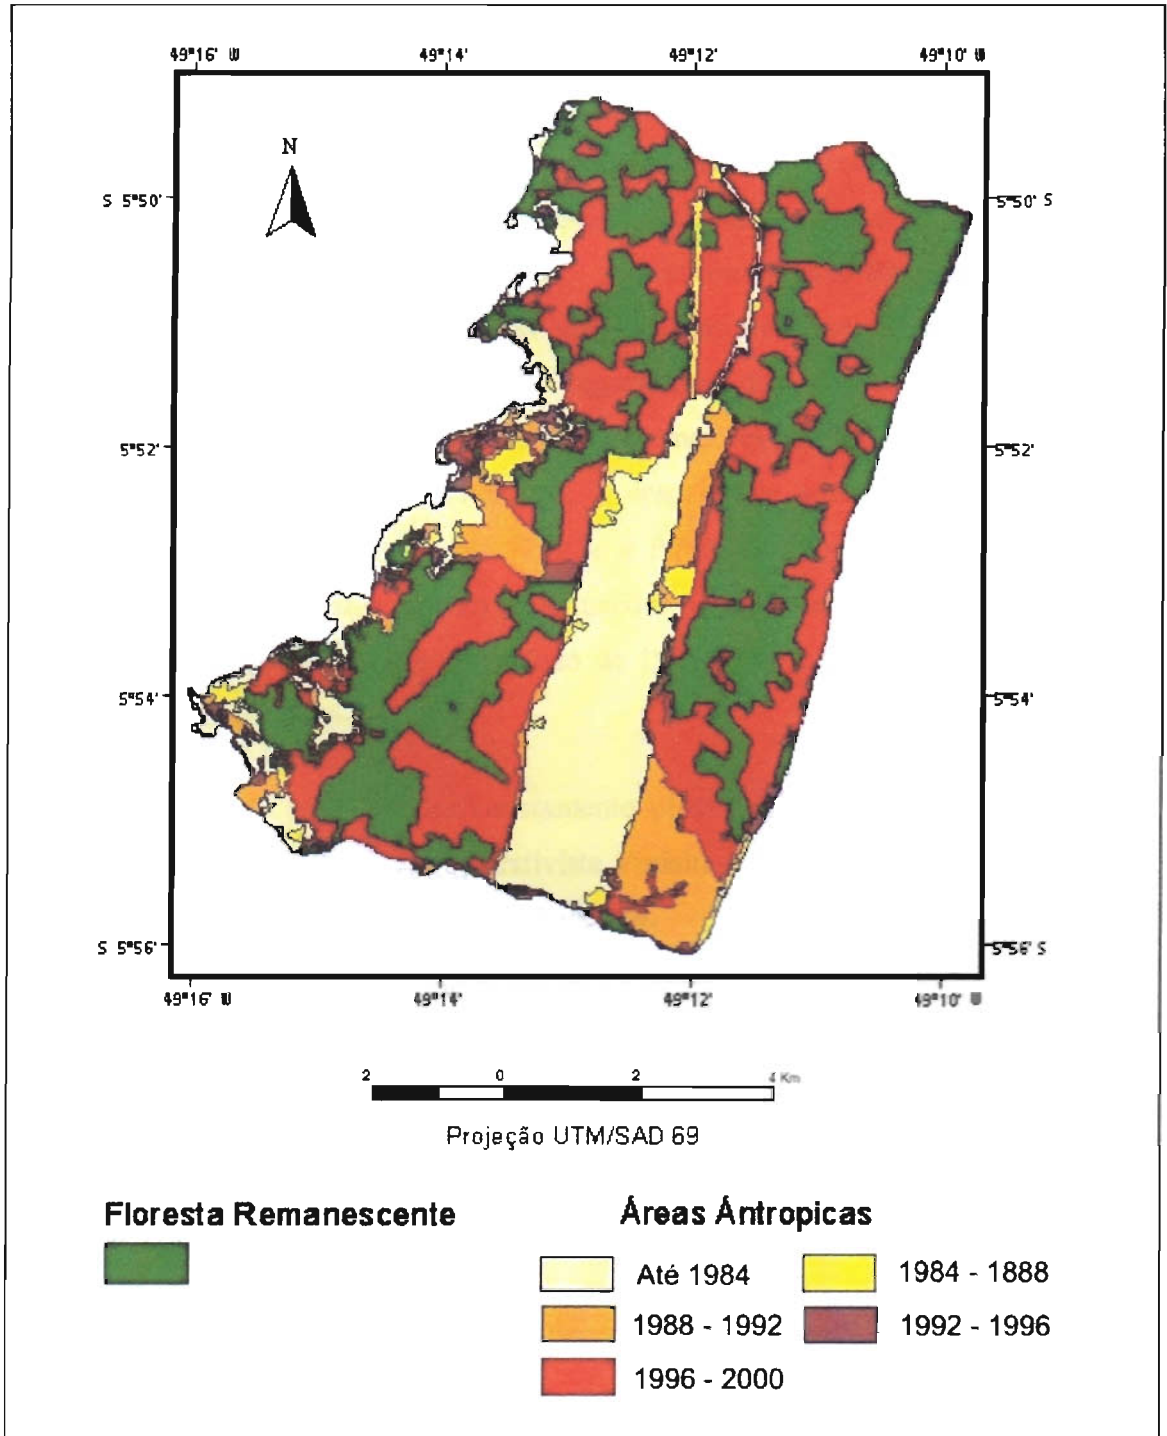 49°16' W 49°14' 49°12' 49°10' W
N
S 5°50' 5°50' S
5°52' 5°52'
5°54' 5°54'
S 5°56' 5°56' S
49°16' W 49°14' 49°12' 49°10' W
2 0 2 4 Km
Projeção UTM/SAD 69
Floresta Remanescente
Áreas Ántropicas
Até 1984
1984 - 1888
1988 - 1992
1992 - 1996
1996 - 2000